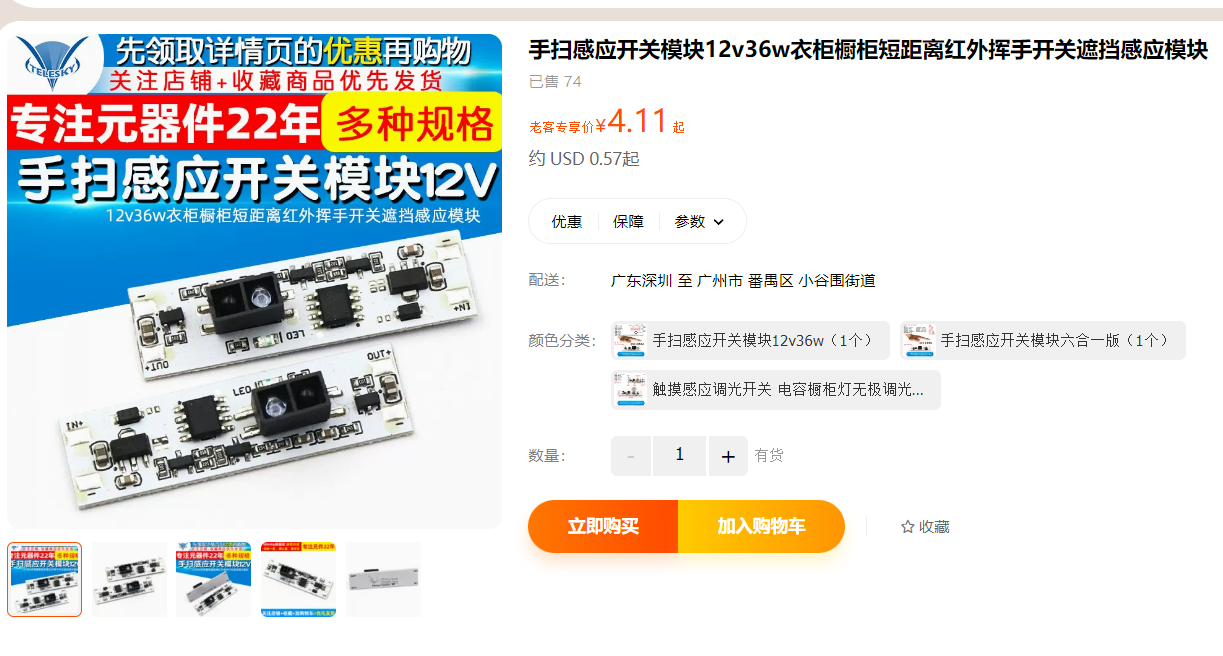 TELESKY
先领取详情页的优惠再购物
关注店铺+收藏商品优先发货
专注元器件22年
多种规格
手扫感应开关模块12V
12v36w衣柜橱柜短距离红外挥手开关遮挡感应模块
IN+
LED
OUT+
OUT+
LED
IN+
手扫感应开关模块12v36w衣柜橱柜短距离红外挥手开关遮挡感应模块
已售 74
老客专享价¥4.11 起
约 USD 0.57起
优惠
保障
参数
配送:
广东深圳 至 广州市 番禺区 小谷围街道
颜色分类:
手扫感应开关模块12v36w（1个）
手扫感应开关模块六合一版（1个）
触摸感应调光开关 电容橱柜灯无极调光...
数量:
-
1
+
有货
立即购买
加入购物车
收藏